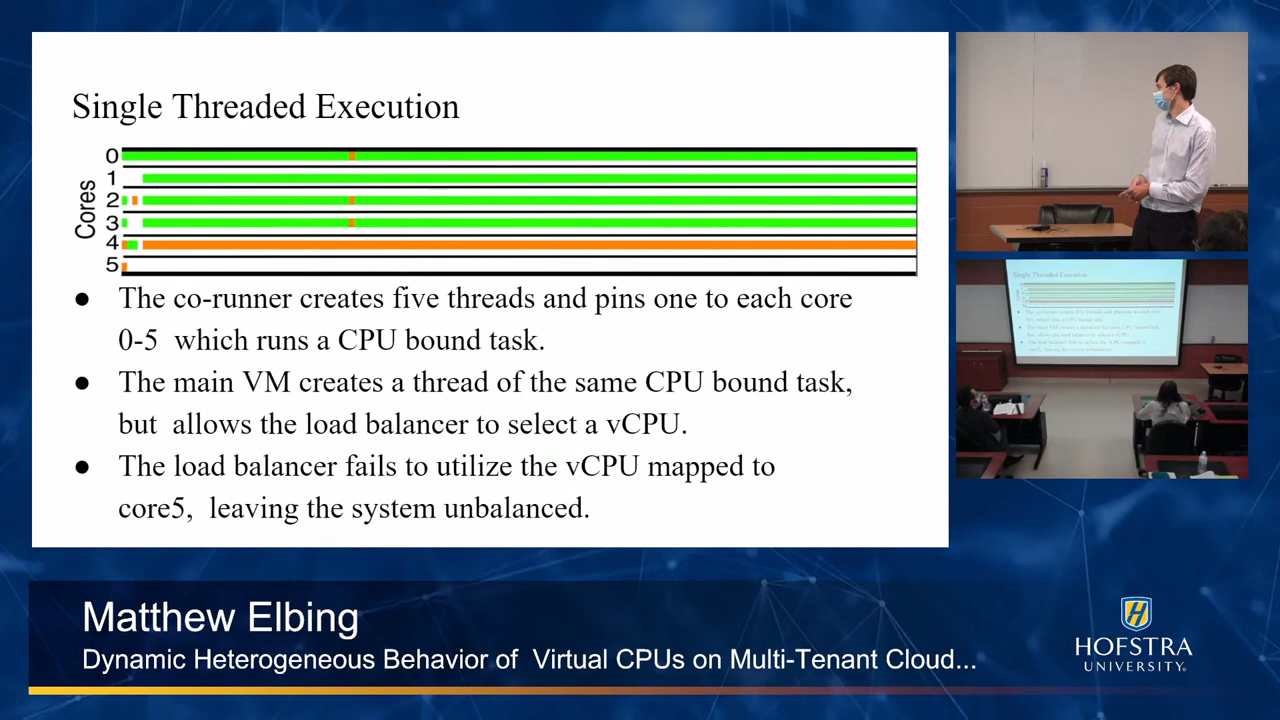 Single Threaded Execution
Cores
0
1
2
3
4
5
● The co-runner creates five threads and pins one to each core
0-5 which runs a CPU bound task.
● The main VM creates a thread of the same CPU bound task,
but allows the load balancer to select a vCPU.
● The load balancer fails to utilize the vCPU mapped to
core5, leaving the system unbalanced.
Single Threaded Execution
Matthew Elbing
Dynamic Heterogeneous Behavior of Virtual CPUs on Multi-Tenant Cloud...
H
HOFSTRA
UNIVERSITY